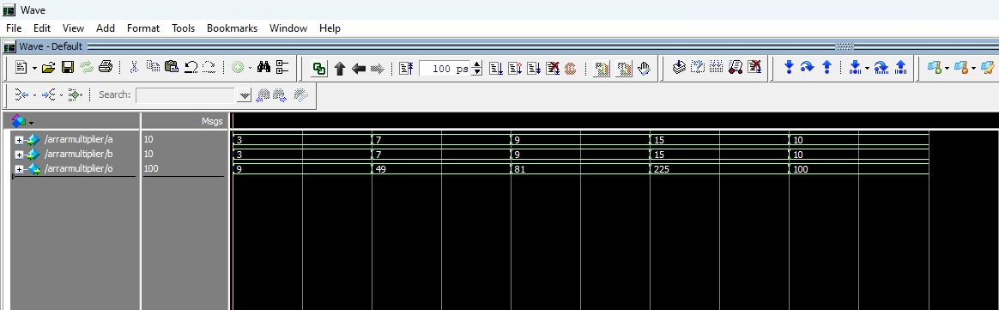 Wave
File Edit View Add Format Tools Bookmarks Window Help
Wave - Default
100 ps
Search:
Msgs
/arrarmultiplier/a 10 3 7 9 15 10
/arrarmultiplier/b 10 3 7 9 15 10
/arrarmultiplier/o 100 9 49 81 225 100